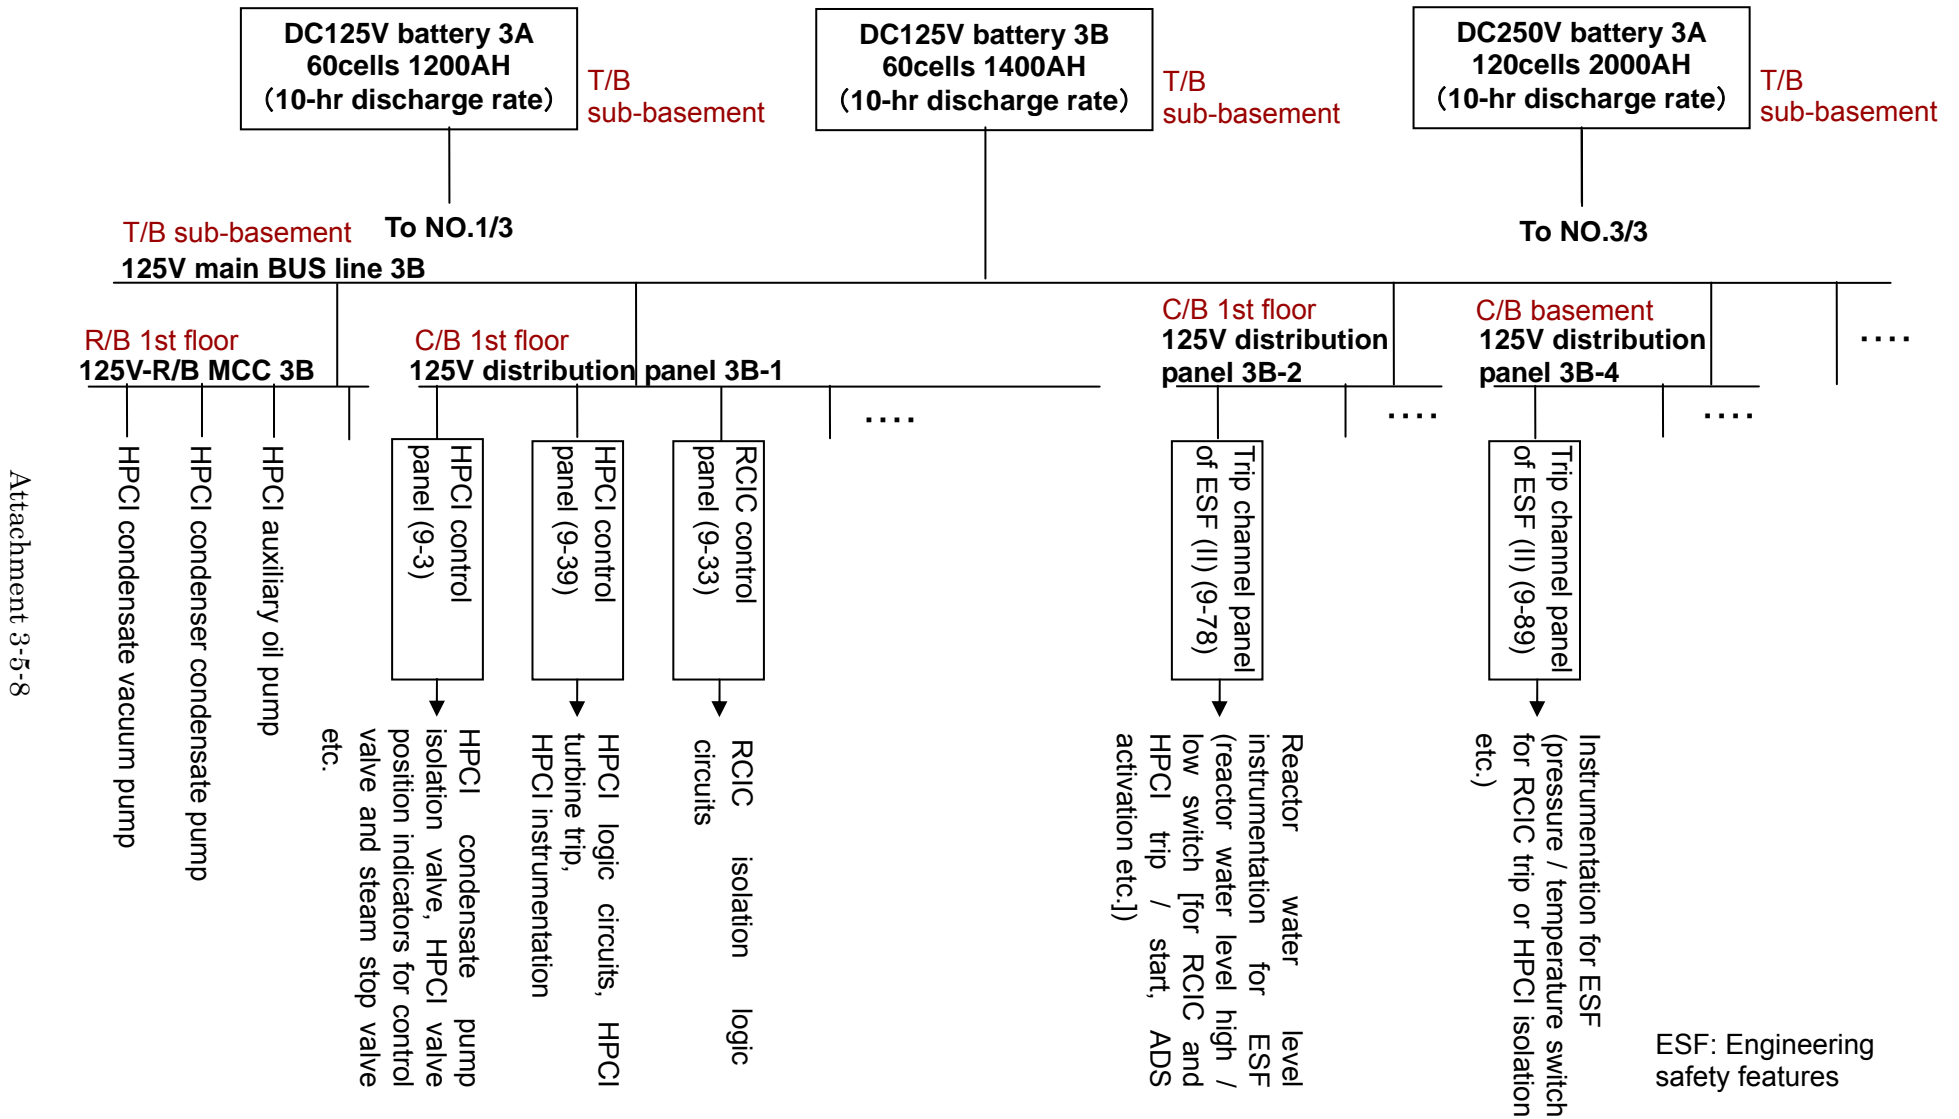 DC125V battery 3A
60cells 1200AH
(10-hr discharge rate)
T/B
sub-basement
DC125V battery 3B
60cells 1400AH
(10-hr discharge rate)
T/B
sub-basement
DC250V battery 3A
120cells 2000AH
(10-hr discharge rate)
T/B
sub-basement
To NO.1/3
To NO.3/3
T/B sub-basement
125V main BUS line 3B
R/B 1st floor
125V-R/B MCC 3B
C/B 1st floor
125V distribution panel 3B-1
C/B 1st floor
125V distribution
panel 3B-2
C/B basement
125V distribution
panel 3B-4
....
....
....
....
HPCI condensate vacuum pump
HPCI condenser condensate pump
HPCI auxiliary oil pump
HPCI control
panel (9-3)
HPCI control
panel (9-39)
RCIC control
panel (9-33)
Trip channel panel
of ESF (II) (9-78)
Trip channel panel
of ESF (II) (9-89)
HPCI condensate pump
isolation valve, HPCI valve
position indicators for control
valve and steam stop valve
etc.
HPCI logic circuits, HPCI
turbine trip,
HPCI instrumentation
RCIC isolation logic
circuits
Reactor water level
instrumentation for ESF
(reactor water level high /
low switch [for RCIC and
HPCI trip / start, ADS
activation etc.])
Instrumentation for ESF
(pressure / temperature switch
for RCIC trip or HPCI isolation
etc.)
ESF: Engineering
safety features
Attachment 3-5-8